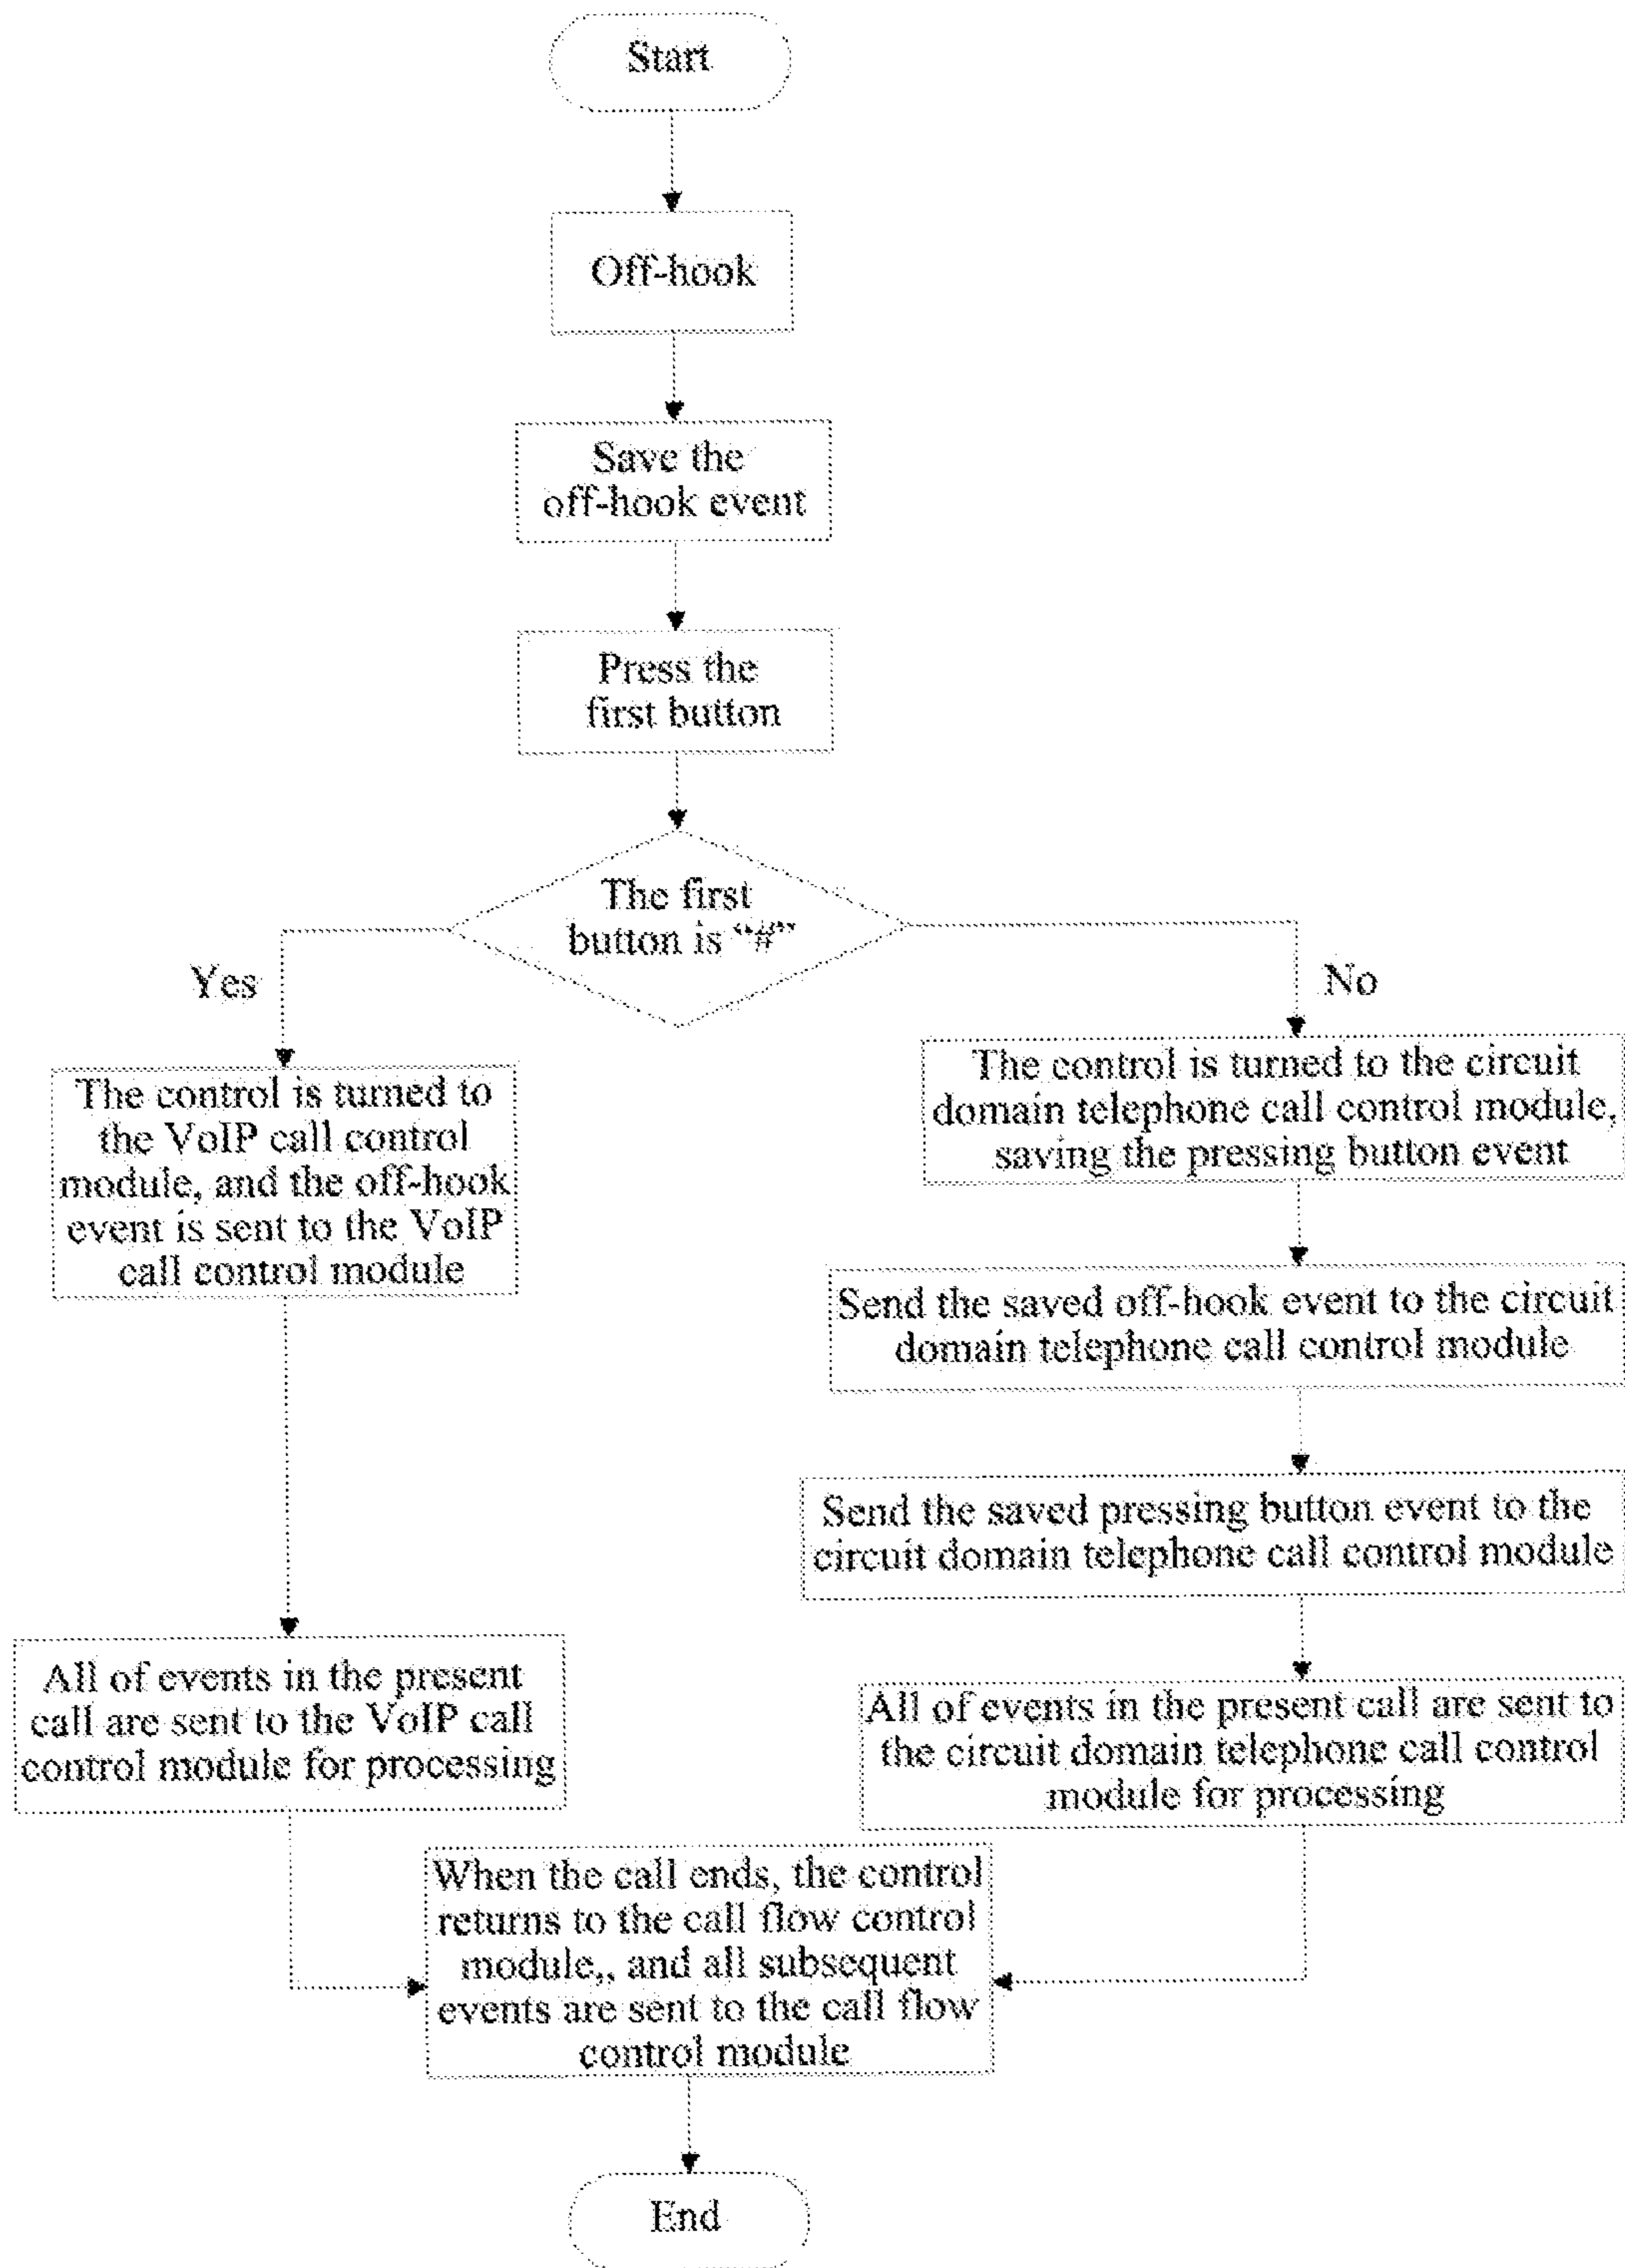 Start
Off-hook
Save the
off-hook event
Press the
first button
The first
button is “#”
Yes
No
The control is turned to
the VoIP call control
module, and the off-hook
event is sent to the VoIP
call control module
The control is turned to the circuit
domain telephone call control module,
saving the pressing button event
Send the saved off-hook event to the circuit
domain telephone call control module
Send the saved pressing button event to the
circuit domain telephone call control module
All of events in the present
call are sent to the VoIP call
control module for processing
All of events in the present call are sent to
the circuit domain telephone call control
module for processing
When the call ends, the control
returns to the call flow control
module,, and all subsequent
events are sent to the call flow
control module
End